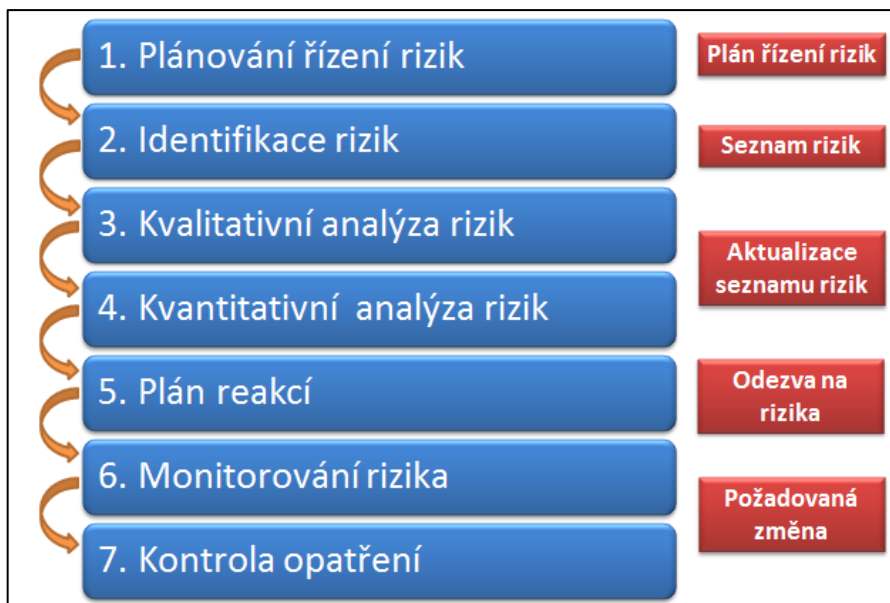 1. Plánování řízení rizik
Plán řízení rizik
2. Identifikace rizik
Seznam rizik
3. Kvalitativní analýza rizik
Aktualizace
seznamu rizik
4. Kvantitativní analýza rizik
5. Plán reakcí
Odezva na
rizika
6. Monitorování rizika
Požadovaná
změna
7. Kontrola opatření